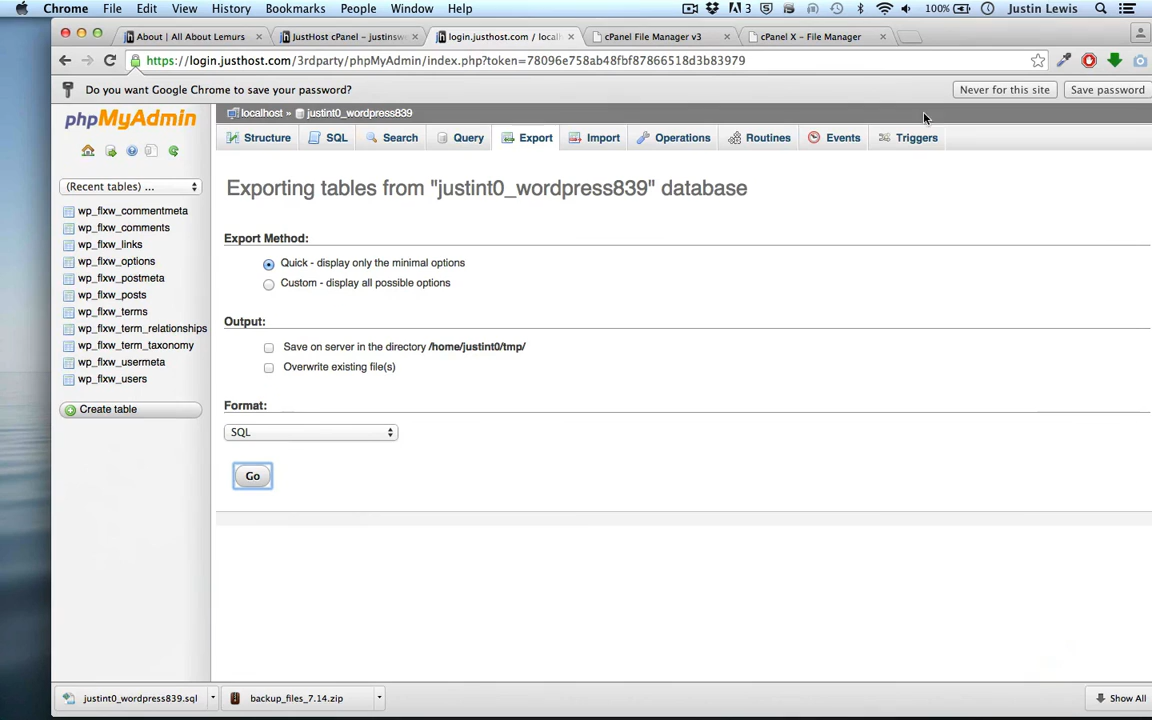 Chrome File Edit View History Bookmarks People Window Help 3 100% Justin Lewis
About | All About Lemurs JustHost cPanel – justinsw login.justhost.com / local cPanel File Manager v3 cPanel X – File Manager
https://login.justhost.com/3rdparty/phpMyAdmin/index.php?token=78096e758ab48fbf87866518d3b83979
Do you want Google Chrome to save your password? Never for this site Save password
phpMyAdmin
localhost » justint0_wordpress839
Structure SQL Search Query Export Import Operations Routines Events Triggers
(Recent tables) ...
wp_flxw_commentmeta
wp_flxw_comments
wp_flxw_links
wp_flxw_options
wp_flxw_postmeta
wp_flxw_posts
wp_flxw_terms
wp_flxw_term_relationships
wp_flxw_term_taxonomy
wp_flxw_usermeta
wp_flxw_users
Create table
Exporting tables from "justint0_wordpress839" database
Export Method:
Quick - display only the minimal options
Custom - display all possible options
Output:
Save on server in the directory /home/justint0/tmp/
Overwrite existing file(s)
Format:
SQL
Go
justint0_wordpress839.sql backup_files_7.14.zip Show All